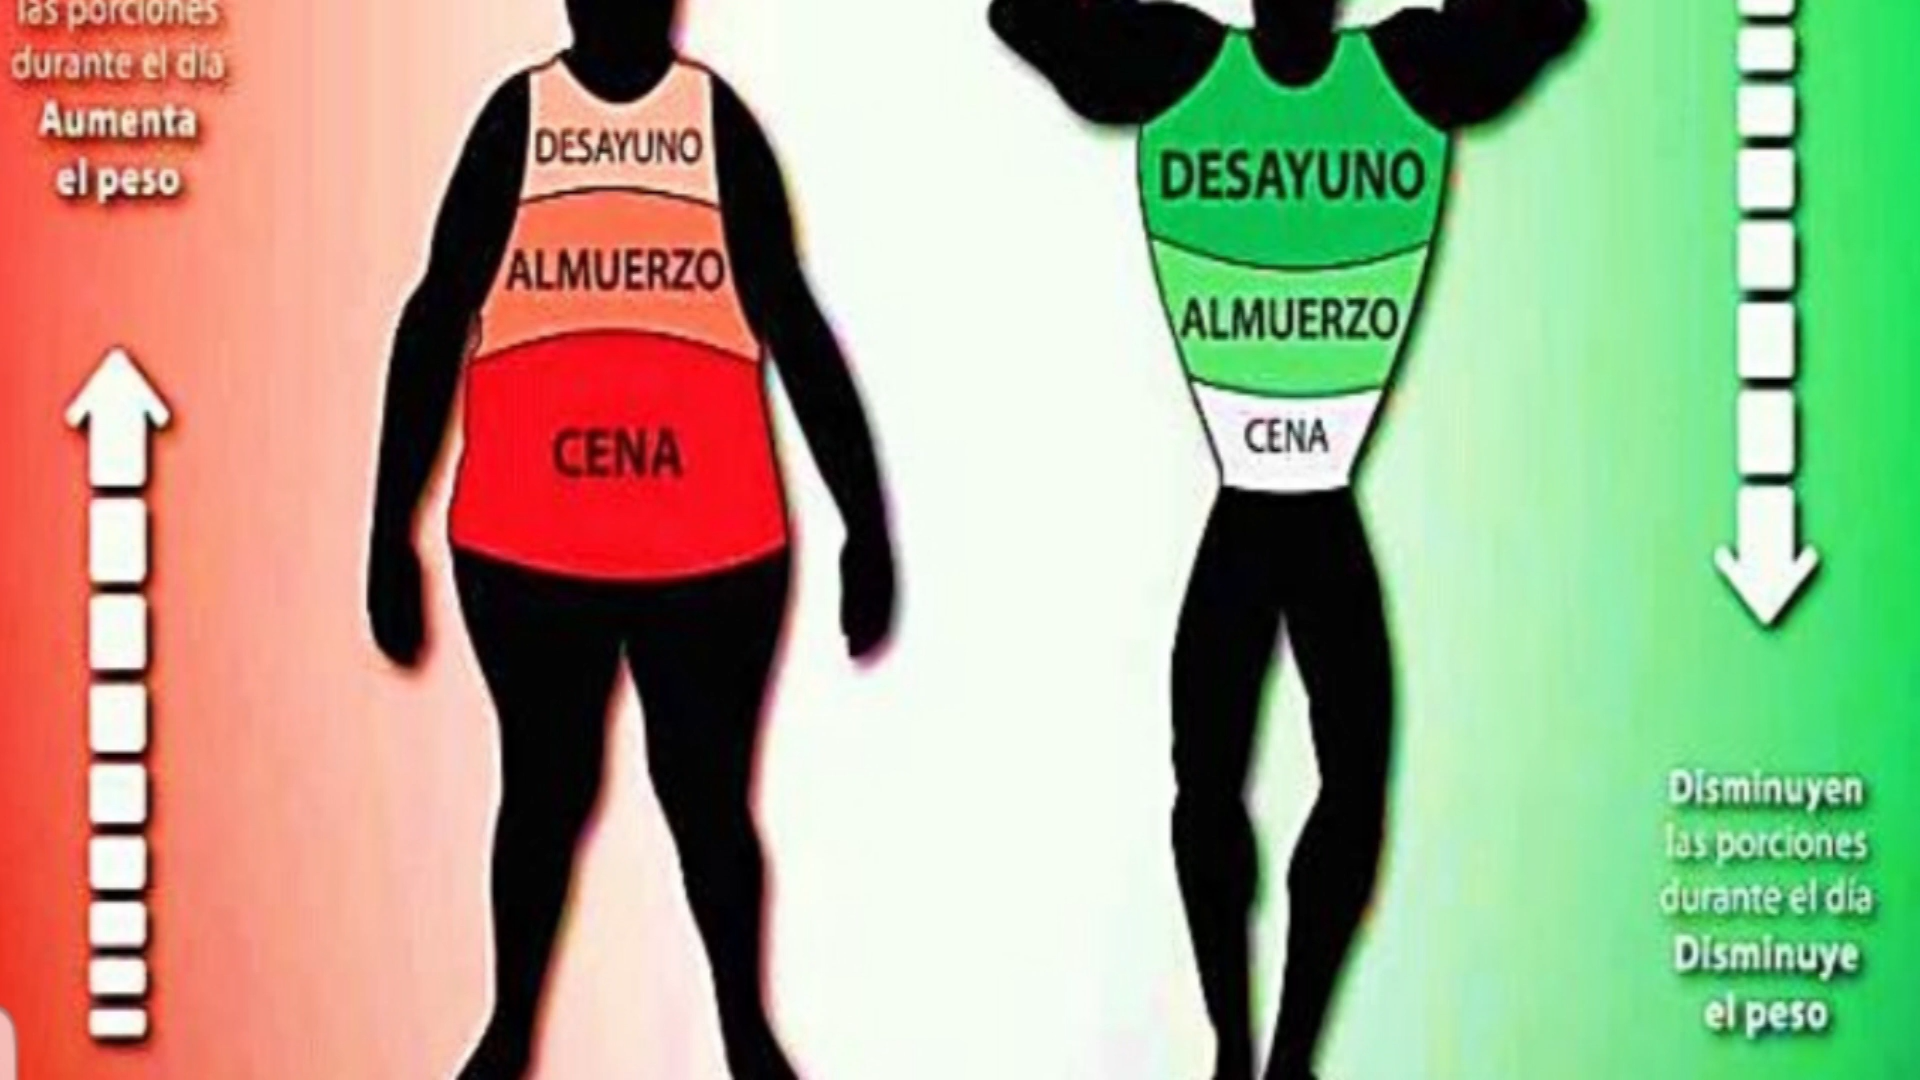 las porciones
durante el día
Aumenta
el peso
DESAYUNO
ALMUERZO
CENA
DESAYUNO
ALMUERZO
CENA
Disminuyen
las porciones
durante el día
Disminuye
el peso